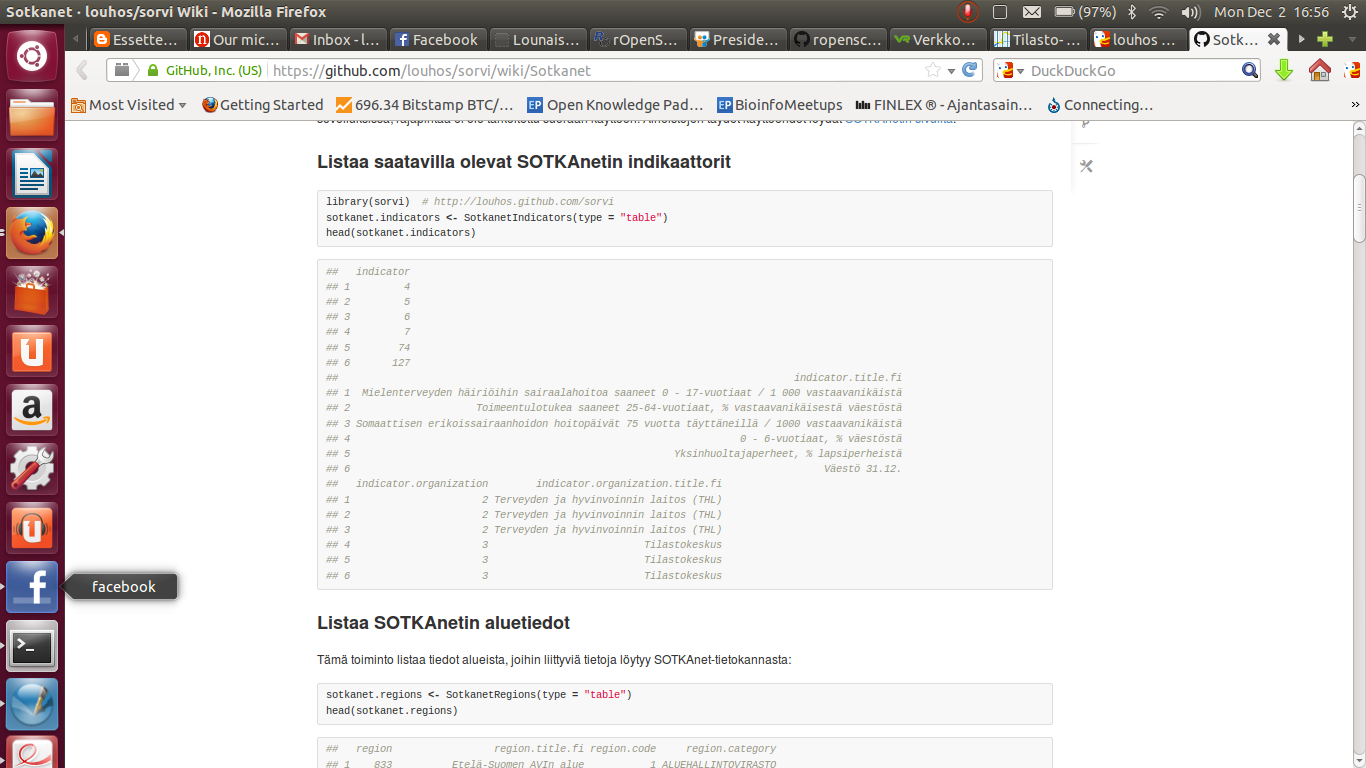 Sotkanet · louhos/sorvi Wiki - Mozilla Firefox
(97%)
Mon Dec 2 16:56
Essette…
Our mic…
Inbox - l…
Facebook
Lounais…
rOpenS…
Preside…
ropensc…
Verkko…
Tilasto- …
louhos …
Sotk…
GitHub, Inc. (US)
https://github.com/louhos/sorvi/wiki/Sotkanet
DuckDuckGo
Most Visited
Getting Started
696.34 Bitstamp BTC/…
Open Knowledge Pad…
BioinfoMeetups
FINLEX ® - Ajantasain…
Connecting…
»
Listaa saatavilla olevat SOTKAnetin indikaattorit
library(sorvi)  # http://louhos.github.com/sorvi
sotkanet.indicators <- SotkanetIndicators(type = "table")
head(sotkanet.indicators)
##   indicator
## 1         4
## 2         5
## 3         6
## 4         7
## 5        74
## 6       127
##                                                                      indicator.title.fi
## 1  Mielenterveyden häiriöihin sairaalahoitoa saaneet 0 - 17-vuotiaat / 1 000 vastaavanikäistä
## 2                   Toimeentulotukea saaneet 25-64-vuotiaat, % vastaavanikäisestä väestöstä
## 3 Somaattisen erikoissairaanhoidon hoitopäivät 75 vuotta täyttäneillä / 1000 vastaavanikäistä
## 4                                                                0 - 6-vuotiaat, % väestöstä
## 5                                                     Yksinhuoltajaperheet, % lapsiperheistä
## 6                                                                              Väestö 31.12.
##   indicator.organization        indicator.organization.title.fi
## 1                      2 Terveyden ja hyvinvoinnin laitos (THL)
## 2                      2 Terveyden ja hyvinvoinnin laitos (THL)
## 3                      2 Terveyden ja hyvinvoinnin laitos (THL)
## 4                      3                          Tilastokeskus
## 5                      3                          Tilastokeskus
## 6                      3                          Tilastokeskus
facebook
Listaa SOTKAnetin aluetiedot
Tämä toiminto listaa tiedot alueista, joihin liittyviä tietoja löytyy SOTKAnet-tietokannasta:
sotkanet.regions <- SotkanetRegions(type = "table")
head(sotkanet.regions)
##   region                 region.title.fi region.code     region.category
## 1    833          Etelä-Suomen AVIn alue           1 ALUEHALLINTOVIRASTO